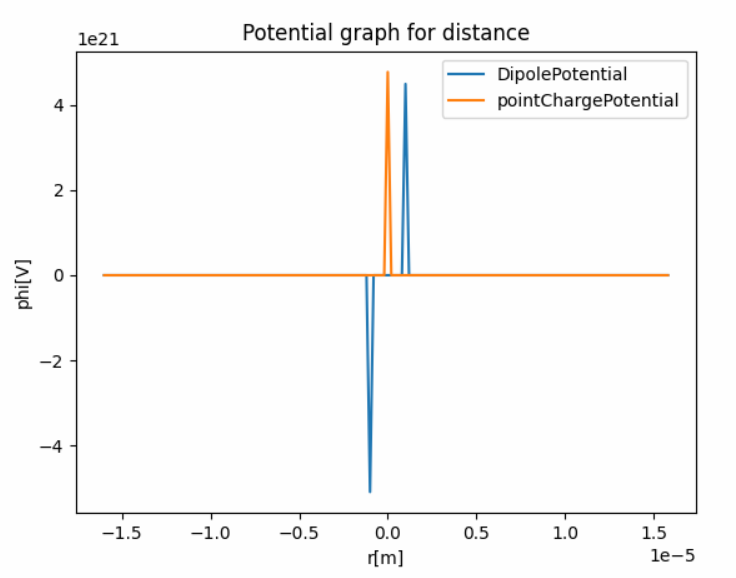 Potential graph for distance
1e21
DipolePotential
pointChargePotential
4
2
0
−2
−4
phi[V]
−1.5
−1.0
−0.5
0.0
0.5
1.0
1.5
1e−5
r[m]